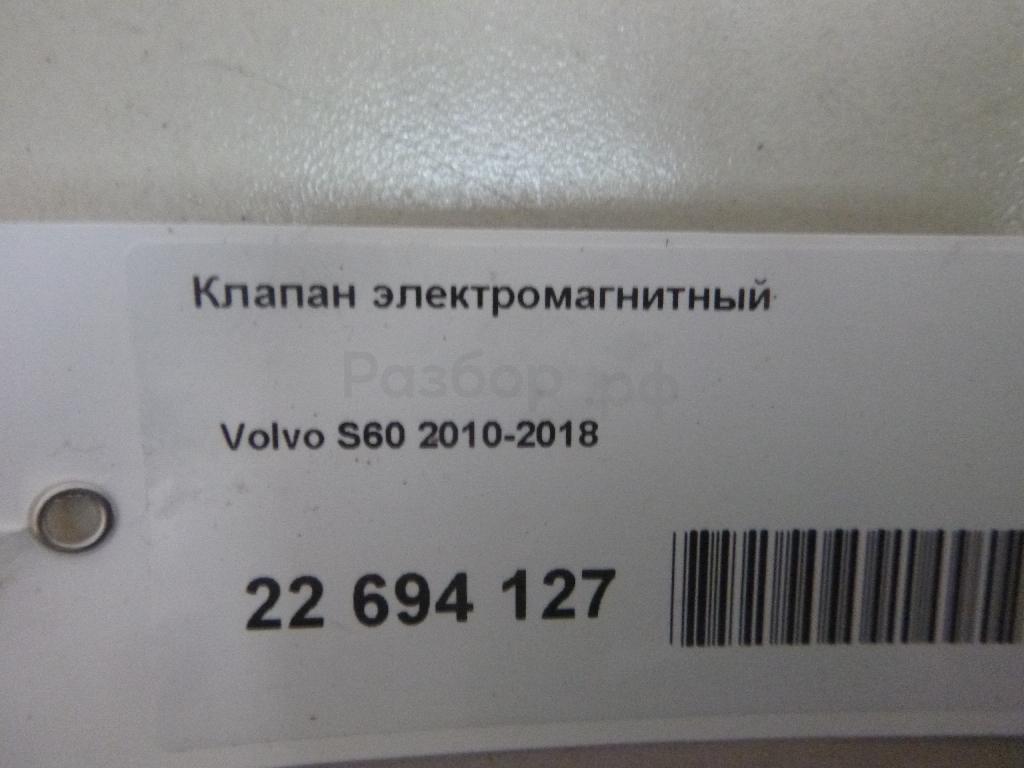 Клапан электромагнитный
Разбор.рф
Volvo S60 2010-2018
22 694 127